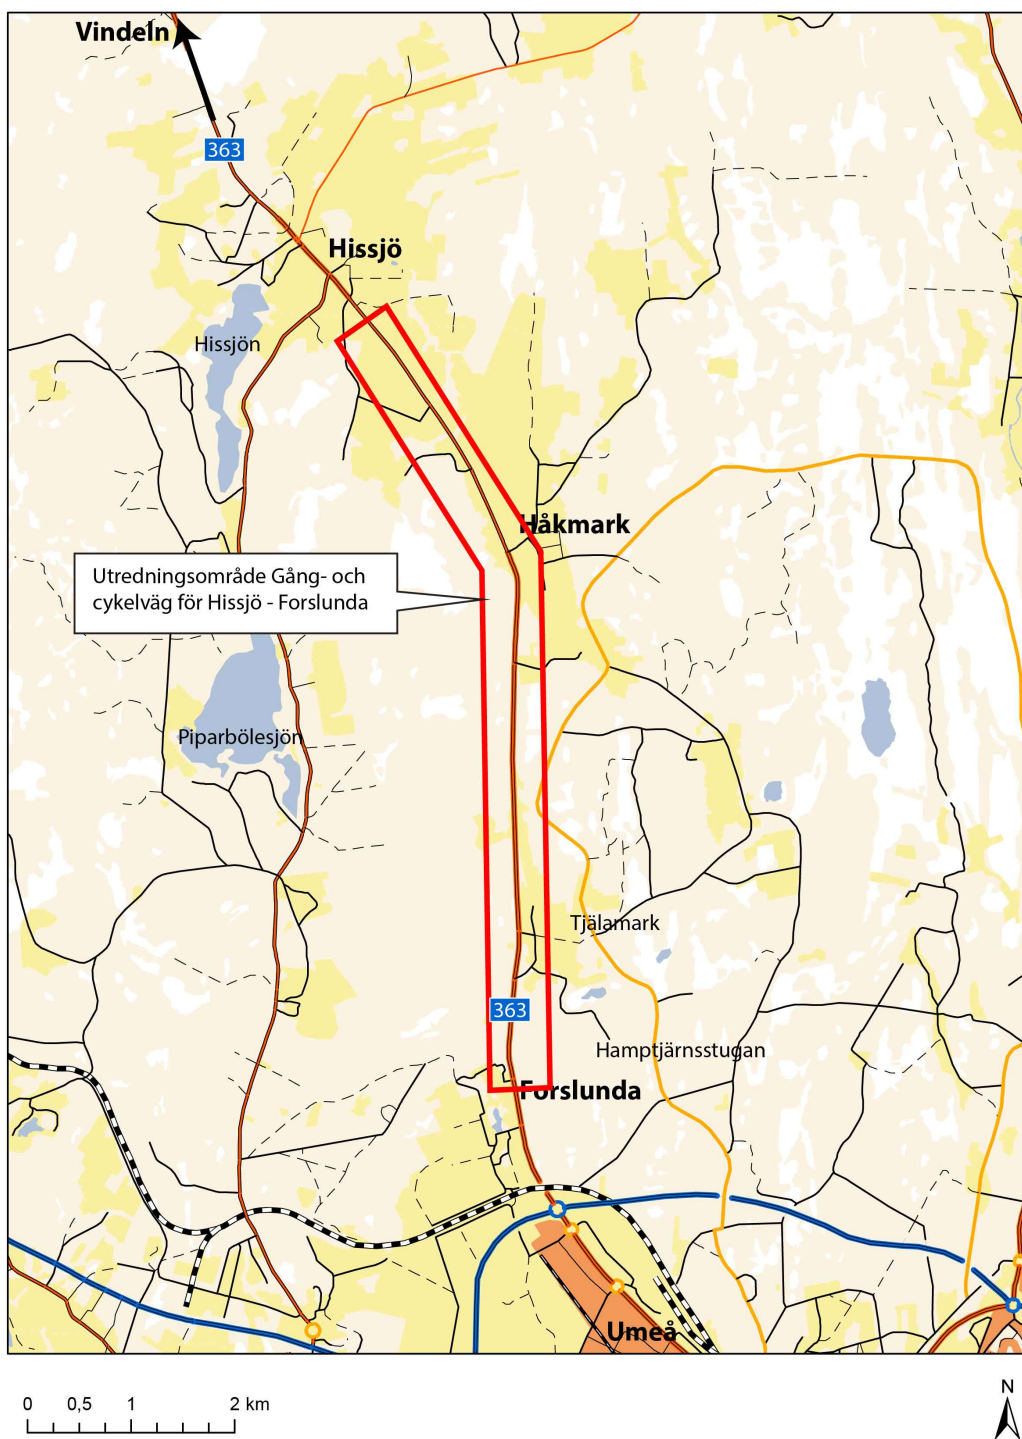 Vindeln
363
Hissjö
Hissjön
Håkmark
Utredningsområde Gång- och
cykelväg för Hissjö - Forslunda
Piparbölesjön
Tjälamark
363
Hamptjärnsstugan
Forslunda
Umeå
0 0,5 1 2 km
N